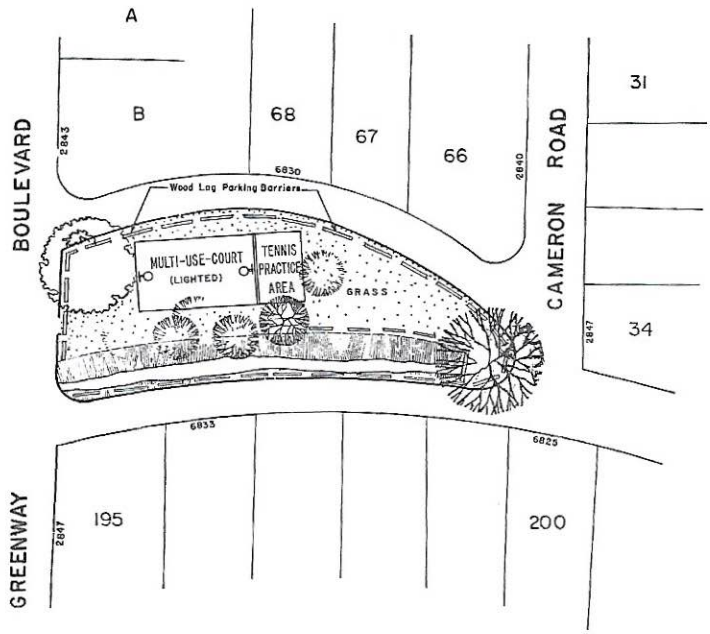 A
31
B
68
67
66
BOULEVARD
2843
6830
2840
CAMERON ROAD
Wood Log Parking Barriers
MULTI-USE-COURT
(LIGHTED)
TENNIS
PRACTICE
AREA
GRASS
2847
34
6833
6825
GREENWAY
2847
195
200